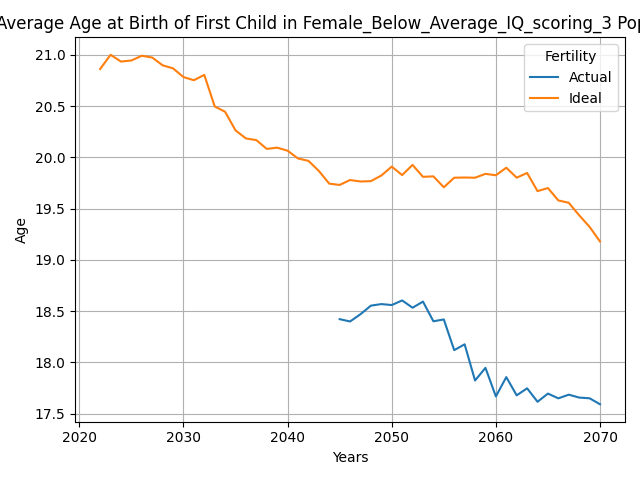 Average Age at Birth of First Child in Female_Below_Average_IQ_scoring_3
Fertility
Actual
Ideal
21.0
20.5
20.0
19.5
19.0
18.5
18.0
17.5
Age
2020 2030 2040 2050 2060 2070
Years